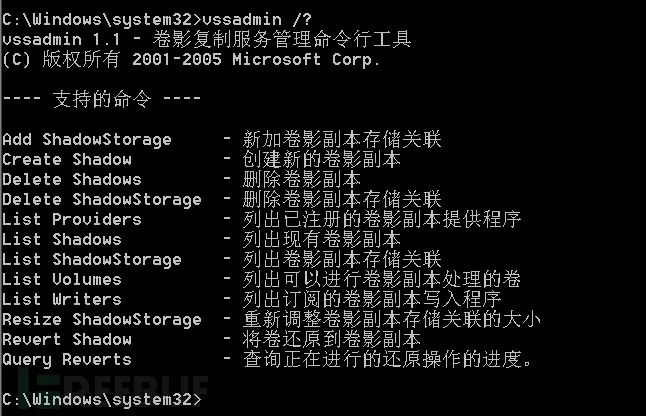 C:\Windows\system32>vssadmin /?
vssadmin 1.1 - 卷影复制服务管理命令行工具
(C) 版权所有 2001-2005 Microsoft Corp.
---- 支持的命令 ----
Add ShadowStorage - 新加卷影副本存储关联
Create Shadow - 创建新的卷影副本
Delete Shadows - 删除卷影副本
Delete ShadowStorage - 删除卷影副本存储关联
List Providers - 列出已注册的卷影副本提供程序
List Shadows - 列出现有卷影副本
List ShadowStorage - 列出卷影副本存储关联
List Volumes - 列出可以进行卷影副本处理的卷
List Writers - 列出订阅的卷影副本写入程序
Resize ShadowStorage - 重新调整卷影副本存储关联的大小
Revert Shadow - 将卷还原到卷影副本
Query Reverts - 查询正在进行的还原操作的进度。
C:\Windows\system32>